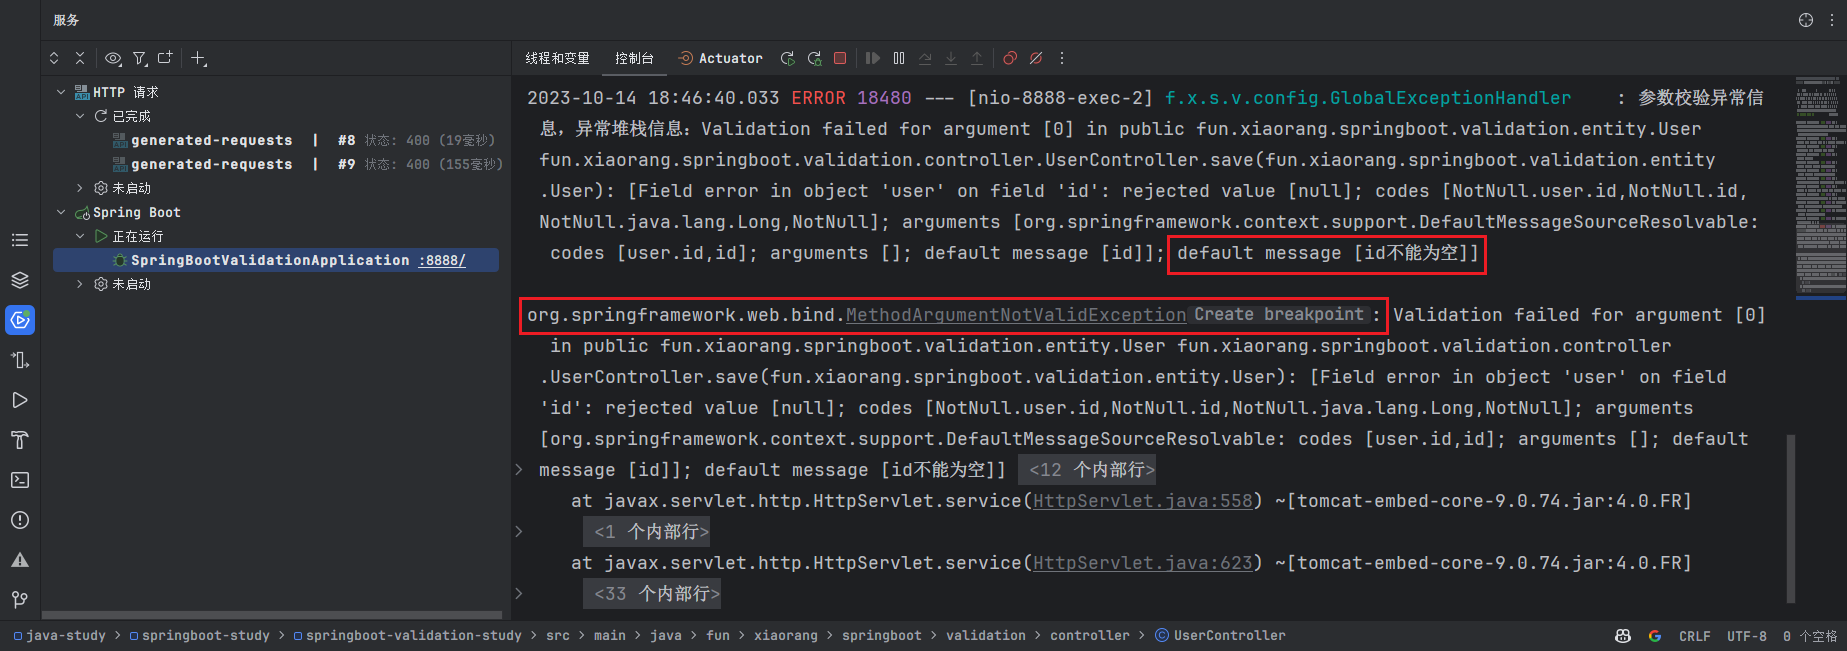 服务
线程和变量 控制台 Actuator
HTTP 请求
已完成
generated-requests | #8 状态: 400 (19毫秒)
generated-requests | #9 状态: 400 (155毫秒)
未启动
Spring Boot
正在运行
SpringBootValidationApplication :8888/
未启动
2023-10-14 18:46:40.033 ERROR 18480 --- [nio-8888-exec-2] f.x.s.v.config.GlobalExceptionHandler : 参数校验异常信
息，异常堆栈信息：Validation failed for argument [0] in public fun.xiaorang.springboot.validation.entity.User
fun.xiaorang.springboot.validation.controller.UserController.save(fun.xiaorang.springboot.validation.entity
.User): [Field error in object 'user' on field 'id': rejected value [null]; codes [NotNull.user.id,NotNull.id,
NotNull.java.lang.Long,NotNull]; arguments [org.springframework.context.support.DefaultMessageSourceResolvable:
codes [user.id,id]; arguments []; default message [id]]; default message [id不能为空]]
org.springframework.web.bind.MethodArgumentNotValidException Create breakpoint : Validation failed for argument [0]
in public fun.xiaorang.springboot.validation.entity.User fun.xiaorang.springboot.validation.controller
.UserController.save(fun.xiaorang.springboot.validation.entity.User): [Field error in object 'user' on field
'id': rejected value [null]; codes [NotNull.user.id,NotNull.id,NotNull.java.lang.Long,NotNull]; arguments
[org.springframework.context.support.DefaultMessageSourceResolvable: codes [user.id,id]; arguments []; default
message [id]]; default message [id不能为空]] <12 个内部行>
at javax.servlet.http.HttpServlet.service(HttpServlet.java:558) ~[tomcat-embed-core-9.0.74.jar:4.0.FR]
<1 个内部行>
at javax.servlet.http.HttpServlet.service(HttpServlet.java:623) ~[tomcat-embed-core-9.0.74.jar:4.0.FR]
<33 个内部行>
java-study > springboot-study > springboot-validation-study > src > main > java > fun > xiaorang > springboot > validation > controller > UserController
CRLF UTF-8 0 个空格